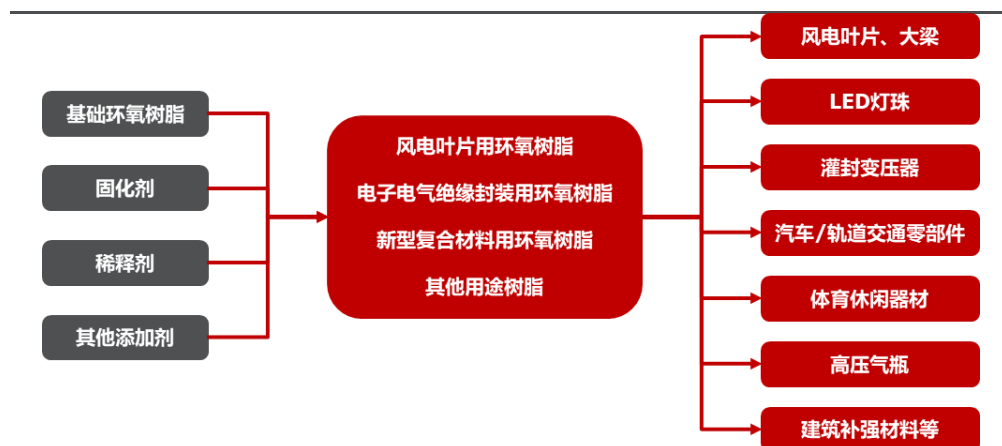 基础环氧树脂
固化剂
稀释剂
其他添加剂
风电叶片用环氧树脂
电子电气绝缘封装用环氧树脂
新型复合材料用环氧树脂
其他用途树脂
风电叶片、大梁
LED灯珠
灌封变压器
汽车/轨道交通零部件
体育休闲器材
高压气瓶
建筑补强材料等